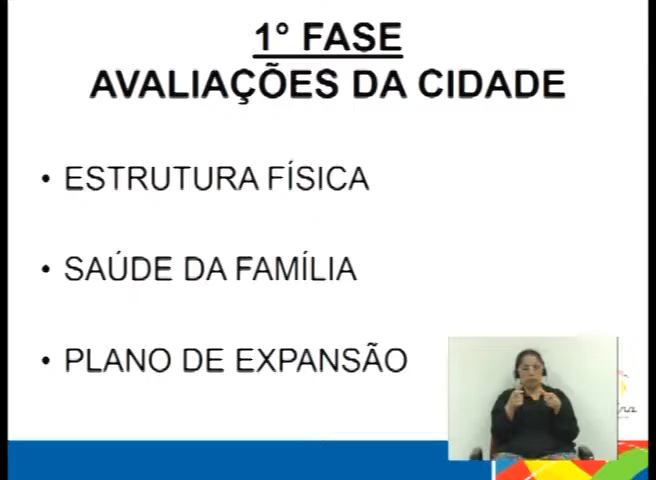 1° FASE
AVALIAÇÕES DA CIDADE
• ESTRUTURA FÍSICA
• SAÚDE DA FAMÍLIA
• PLANO DE EXPANSÃO